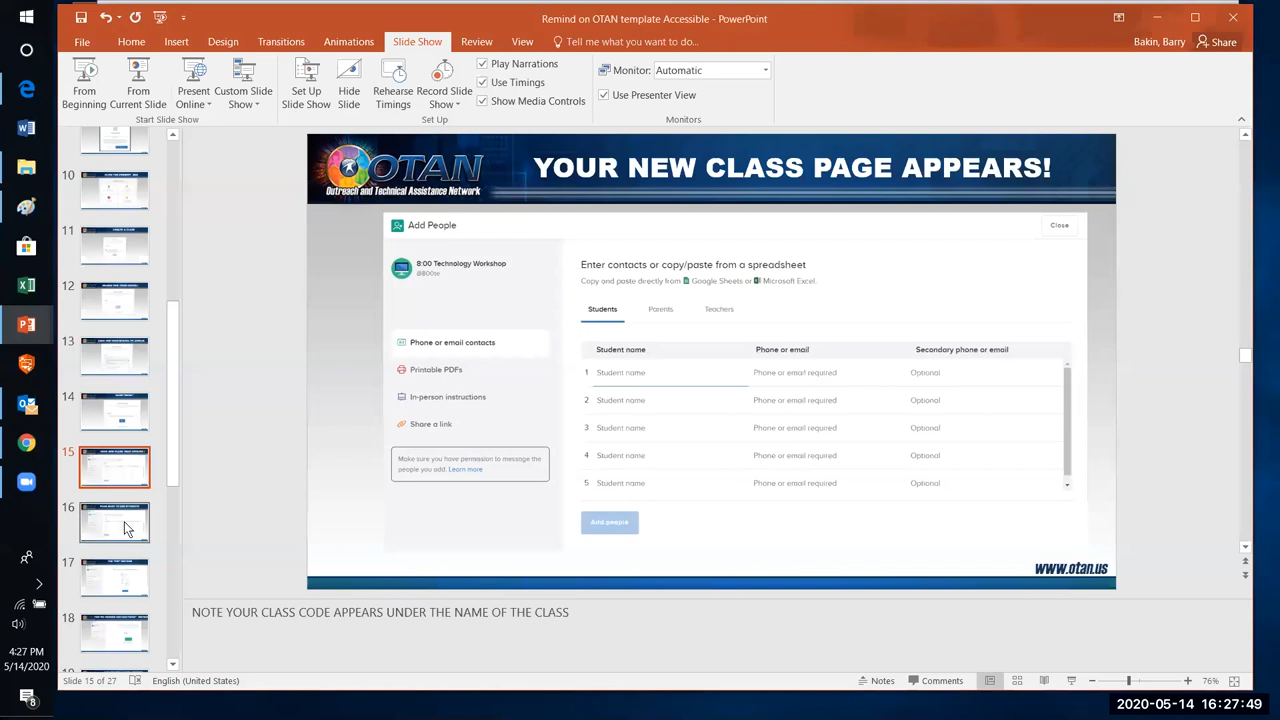 Remind on OTAN template Accessible - PowerPoint
File Home Insert Design Transitions Animations Slide Show Review View Tell me what you want to do... Bakin, Barry Share
From Beginning
From Current Slide
Present Online
Custom Slide Show
Set Up Slide Show
Hide Slide
Rehearse Timings
Record Slide Show
Play Narrations
Use Timings
Show Media Controls
Monitor: Automatic
Use Presenter View
Start Slide Show Set Up Monitors
10
11
12
13
14
15
16
17
18
OTAN
Outreach and Technical Assistance Network
YOUR NEW CLASS PAGE APPEARS!
Add People Close
8:00 Technology Workshop
@800te
Phone or email contacts
Printable PDFs
In-person instructions
Share a link
Make sure you have permission to message the
people you add. Learn more
Enter contacts or copy/paste from a spreadsheet
Copy and paste directly from Google Sheets or Microsoft Excel.
Students Parents Teachers
Student name Phone or email Secondary phone or email
1 Student name Phone or email required Optional
2 Student name Phone or email required Optional
3 Student name Phone or email required Optional
4 Student name Phone or email required Optional
5 Student name Phone or email required Optional
Add people
www.otan.us
NOTE YOUR CLASS CODE APPEARS UNDER THE NAME OF THE CLASS
4:27 PM
5/14/2020
8
Slide 15 of 27 English (United States) Notes Comments 76%
2020-05-14 16:27:49